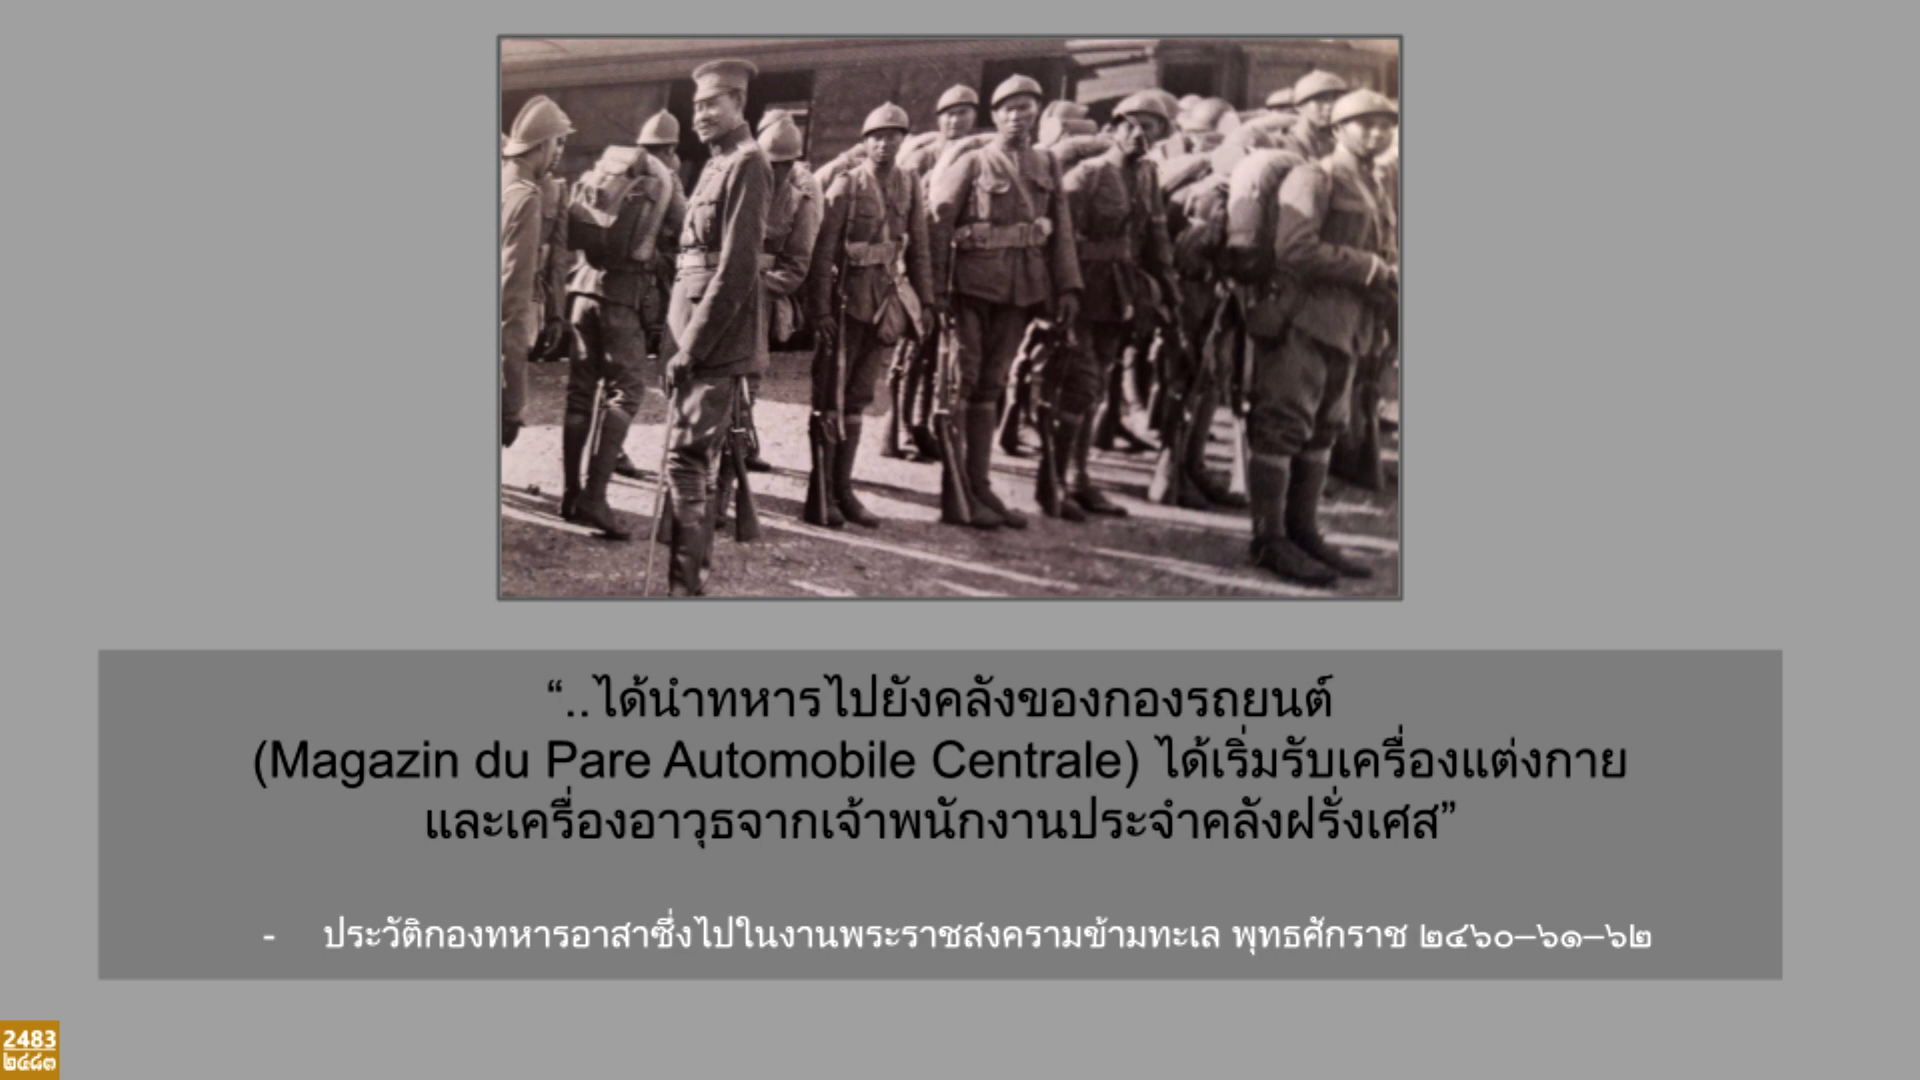 “..ได้นำทหารไปยังคลังของกองรถยนต์
(Magazin du Pare Automobile Centrale) ได้เริ่มรับเครื่องแต่งกาย
และเครื่องอาวุธจากเจ้าพนักงานประจำคลังฝรั่งเศส”
- ประวัติกองทหารอาสาซึ่งไปในงานพระราชสงครามข้ามทะเล พุทธศักราช ๒๔๖๐–๖๑–๖๒
2483
๒๔๘๓